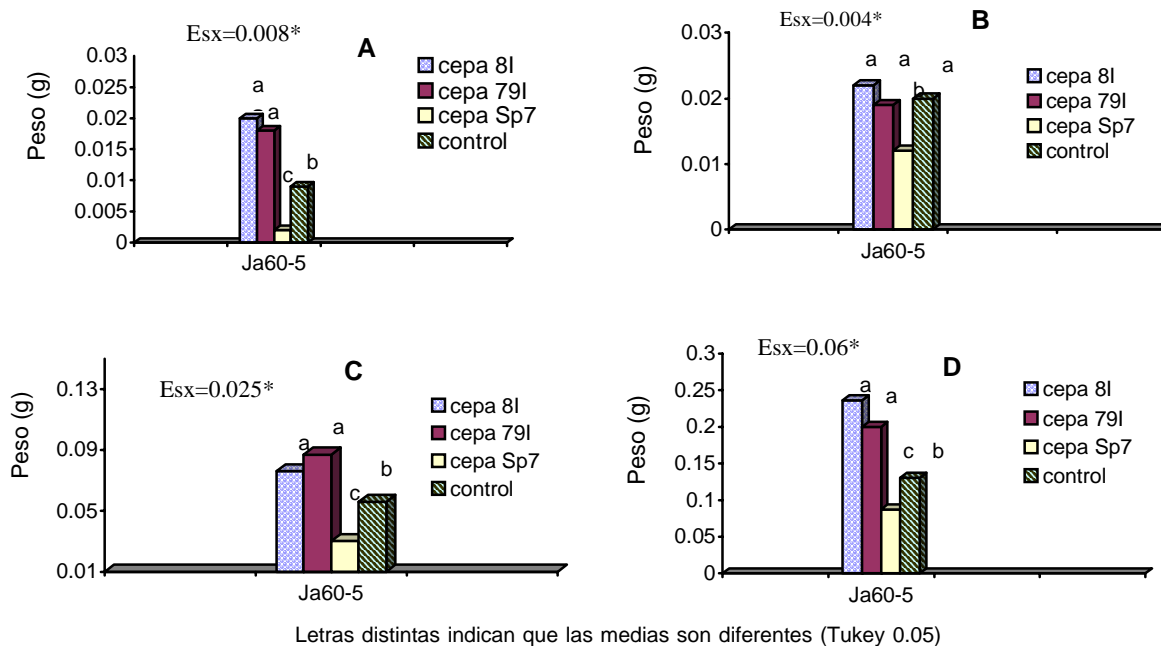 Esx=0.008*
A
Peso (g)
0.03
0.025
0.02
0.015
0.01
0.005
0
a
a
c
b
Ja60-5
cepa 8I
cepa 79I
cepa Sp7
control
Esx=0.004*
B
Peso (g)
0.03
0.02
0.01
0
a
a
b
a
Ja60-5
cepa 8I
cepa 79I
cepa Sp7
control
Esx=0.025*
C
Peso (g)
0.13
0.09
0.05
0.01
a
a
c
b
Ja60-5
cepa 8I
cepa 79I
cepa Sp7
control
Esx=0.06*
D
Peso (g)
0.3
0.25
0.2
0.15
0.1
0.05
0
a
a
c
b
Ja60-5
cepa 8I
cepa 79I
cepa Sp7
control
Letras distintas indican que las medias son diferentes (Tukey 0.05)